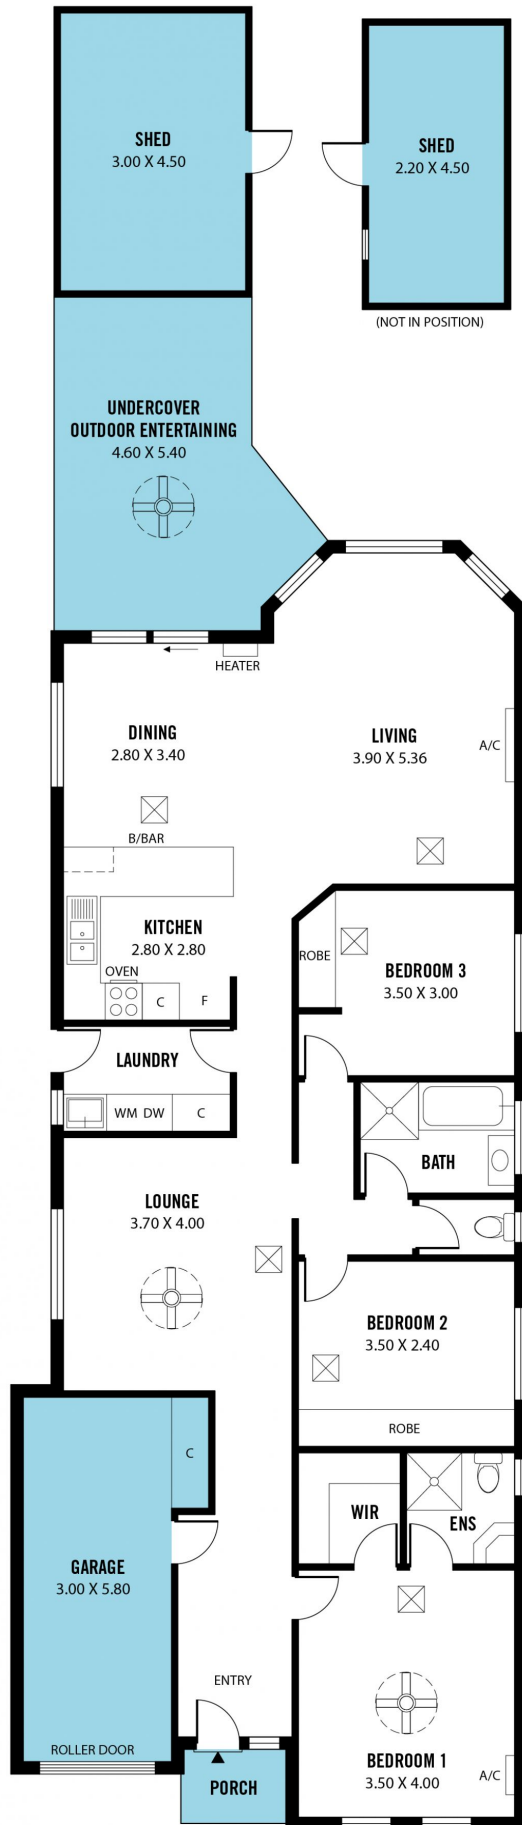 SHED
3.00 X 4.50
SHED
2.20 X 4.50
(NOT IN POSITION)
UNDERCOVER
OUTDOOR ENTERTAINING
4.60 X 5.40
HEATER
DINING
2.80 X 3.40
LIVING
3.90 X 5.36
A/C
B/BAR
KITCHEN
2.80 X 2.80
OVEN
C
F
ROBE
BEDROOM 3
3.50 X 3.00
LAUNDRY
WM DW
C
BATH
LOUNGE
3.70 X 4.00
BEDROOM 2
3.50 X 2.40
ROBE
C
WIR
ENS
GARAGE
3.00 X 5.80
ENTRY
ROLLER DOOR
PORCH
BEDROOM 1
3.50 X 4.00
A/C